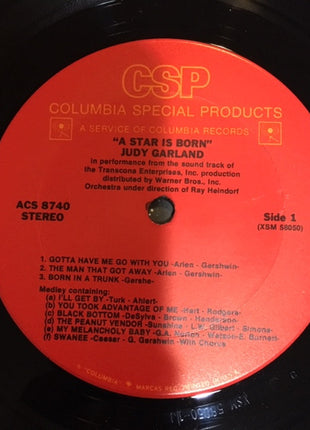 CSP
COLUMBIA SPECIAL PRODUCTS
A SERVICE OF COLUMBIA RECORDS
"A STAR IS BORN"
JUDY GARLAND
In performance from the sound track of
the Transcona Enterprises, Inc. production
distributed by Warner Bros., Inc.
Orchestra under direction of Ray Heindorf
ACS 8740
STEREO
Side 1
(XSM 58050)
1. GOTTA HAVE ME GO WITH YOU -Arlen - Gershwin-
2. THE MAN THAT GOT AWAY -Arlen - Gershwin-
3. BORN IN A TRUNK -Gershe-
Medley containing:
(a) I'LL GET BY -Turk - Ahlert-
(b) YOU TOOK ADVANTAGE OF ME -Hart - Rodgers-
(c) BLACK BOTTOM -DeSylva - Brown - Henderson-
(d) THE PEANUT VENDOR -Sunshine - L.W. Gilbert - Simons-
(e) MY MELANCHOLY BABY -G.A. Norton - Watson-E. Burnett-
(f) SWANEE -Caesar - G. Gershwin -With Chorus
"COLUMBIA" MARCAS REG.